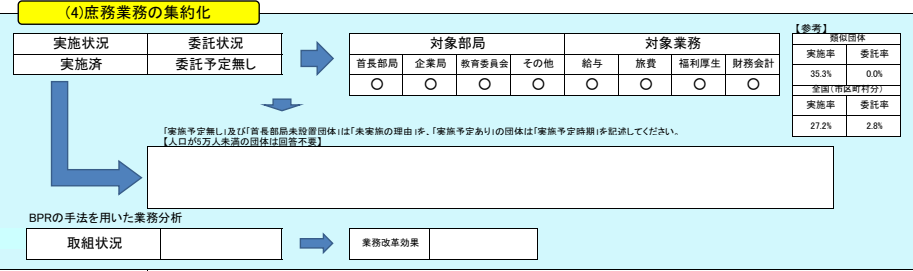 (4)庶務業務の集約化
実施状況 委託状況
実施済 委託予定無し
対象部局 対象業務
首長部局 企業局 教育委員会 その他 給与 旅費 福利厚生 財務会計
〇 〇 〇 〇 〇 〇 〇 〇
【参考】
類似団体
実施率 委託率
35.3% 0.0%
全国(市区町村分)
実施率 委託率
27.2% 2.8%
「実施予定無し」及び「首長部局未設置団体」は「未実施の理由」を、「実施予定あり」の団体は「実施予定時期」を記述してください。
【人口が5万人未満の団体は回答不要】
BPRの手法を用いた業務分析
取組状況
業務改革効果